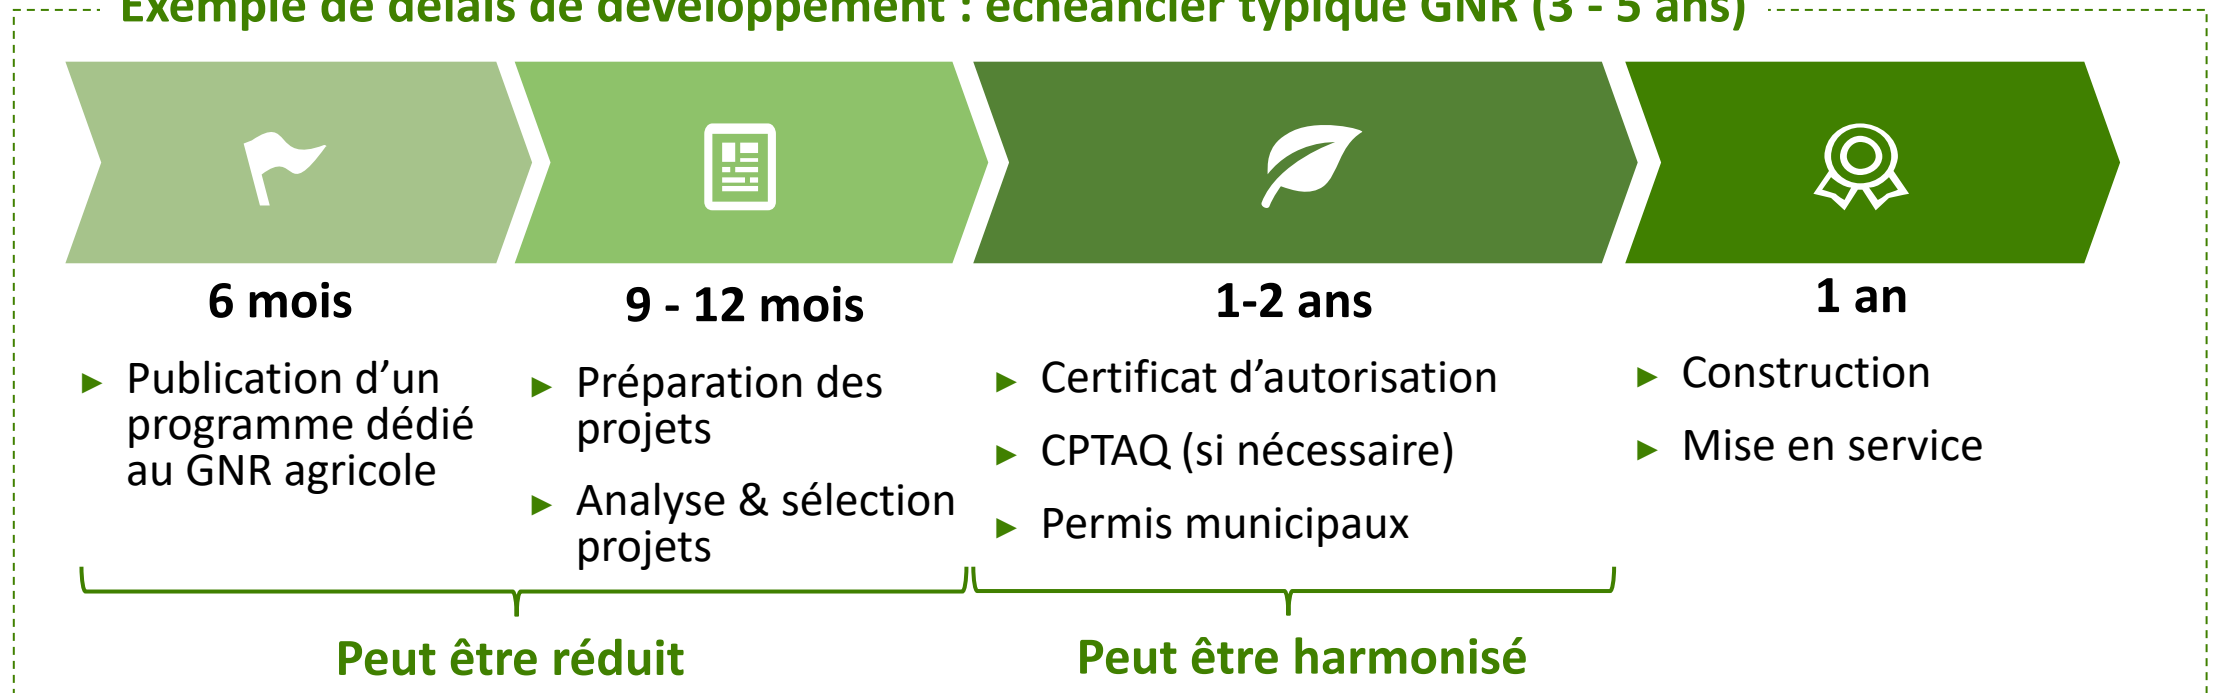 Exemple de délais de développement : échéancier typique GNR (3 - 5 ans)
6 mois
► Publication d’un
programme dédié
au GNR agricole
9 - 12 mois
► Préparation des
projets
► Analyse & sélection
projets
1-2 ans
► Certificat d’autorisation
► CPTAQ (si nécessaire)
► Permis municipaux
1 an
► Construction
► Mise en service
Peut être réduit
Peut être harmonisé